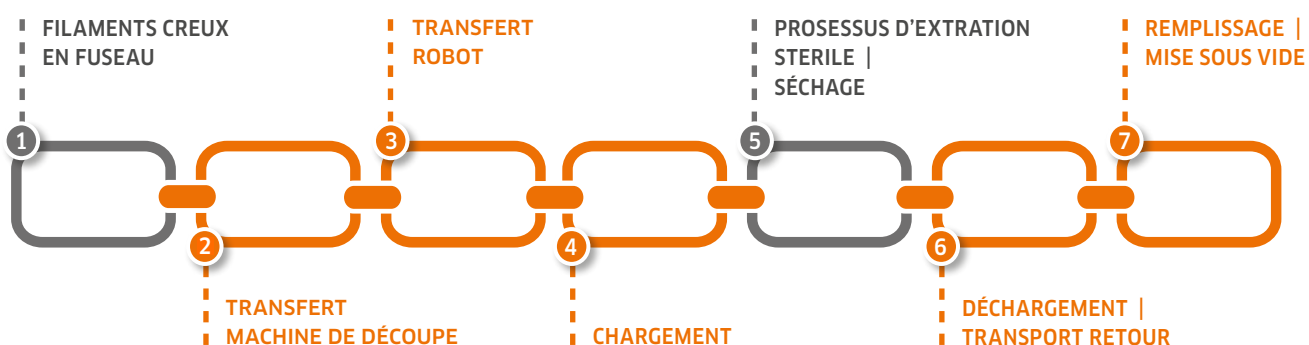 1
FILAMENTS CREUX
EN FUSEAU
2
TRANSFERT
MACHINE DE DÉCOUPE
3
TRANSFERT
ROBOT
4
CHARGEMENT
5
PROSESSUS D'EXTRATION
STERILE |
SÉCHAGE
6
DÉCHARGEMENT |
TRANSPORT RETOUR
7
REMPLISSAGE |
MISE SOUS VIDE